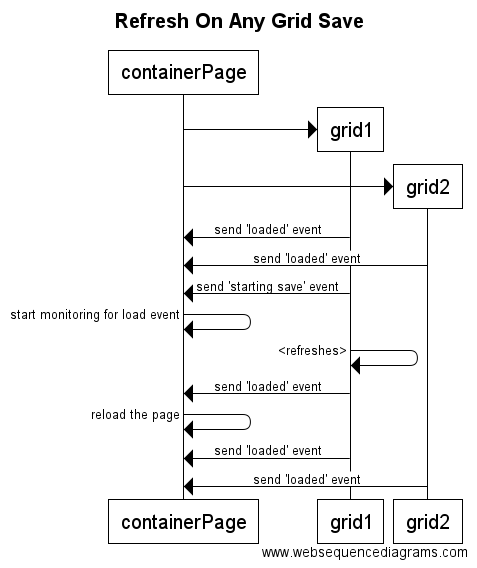 Refresh On Any Grid Save
containerPage
grid1
grid2
send 'loaded' event
send 'loaded' event
send 'starting save' event
start monitoring for load event
<refreshes>
send 'loaded' event
reload the page
send 'loaded' event
send 'loaded' event
containerPage grid1 grid2
www.websequencediagrams.com